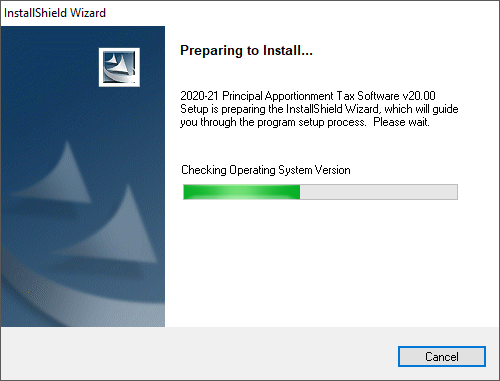 InstallShield Wizard
Preparing to Install...
2020-21 Principal Apportionment Tax Software v20.00
Setup is preparing the InstallShield Wizard, which will guide
you through the program setup process.  Please wait.
Checking Operating System Version
Cancel